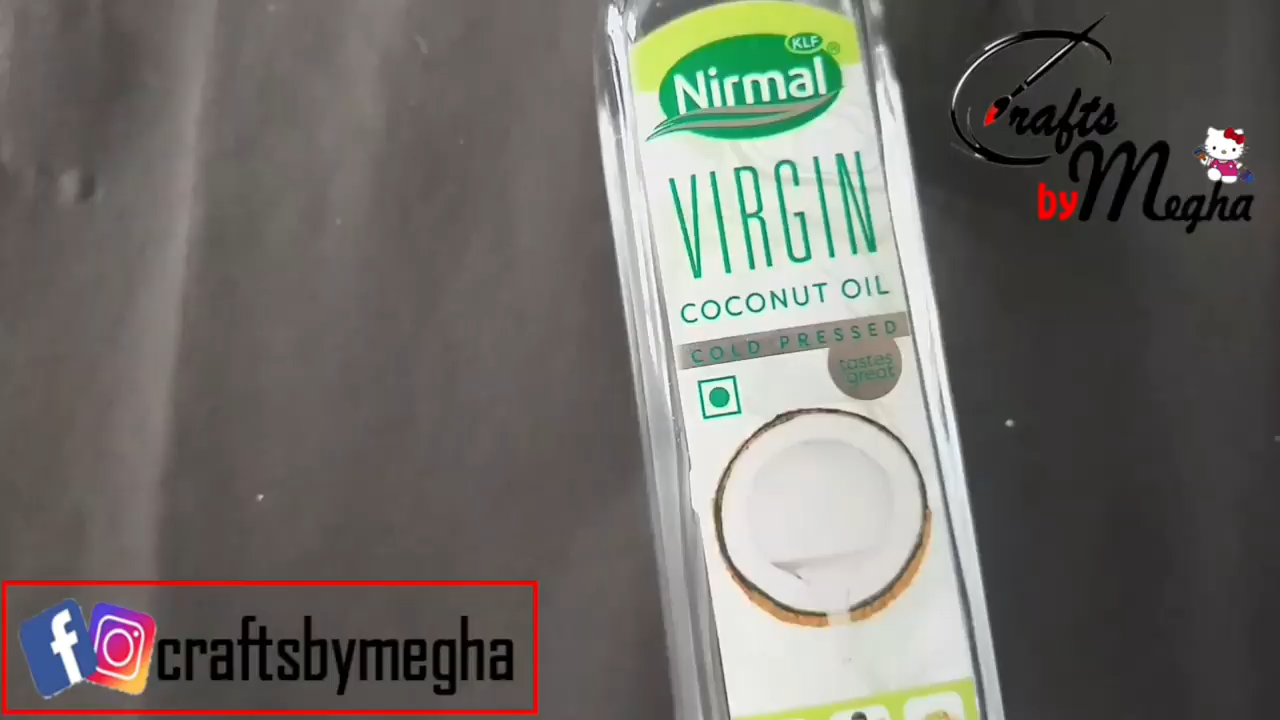 KLF
Nirmal
®
VIRGIN
COCONUT OIL
COLD PRESSED
tastes
great
Crafts
by Megha
craftsbymegha